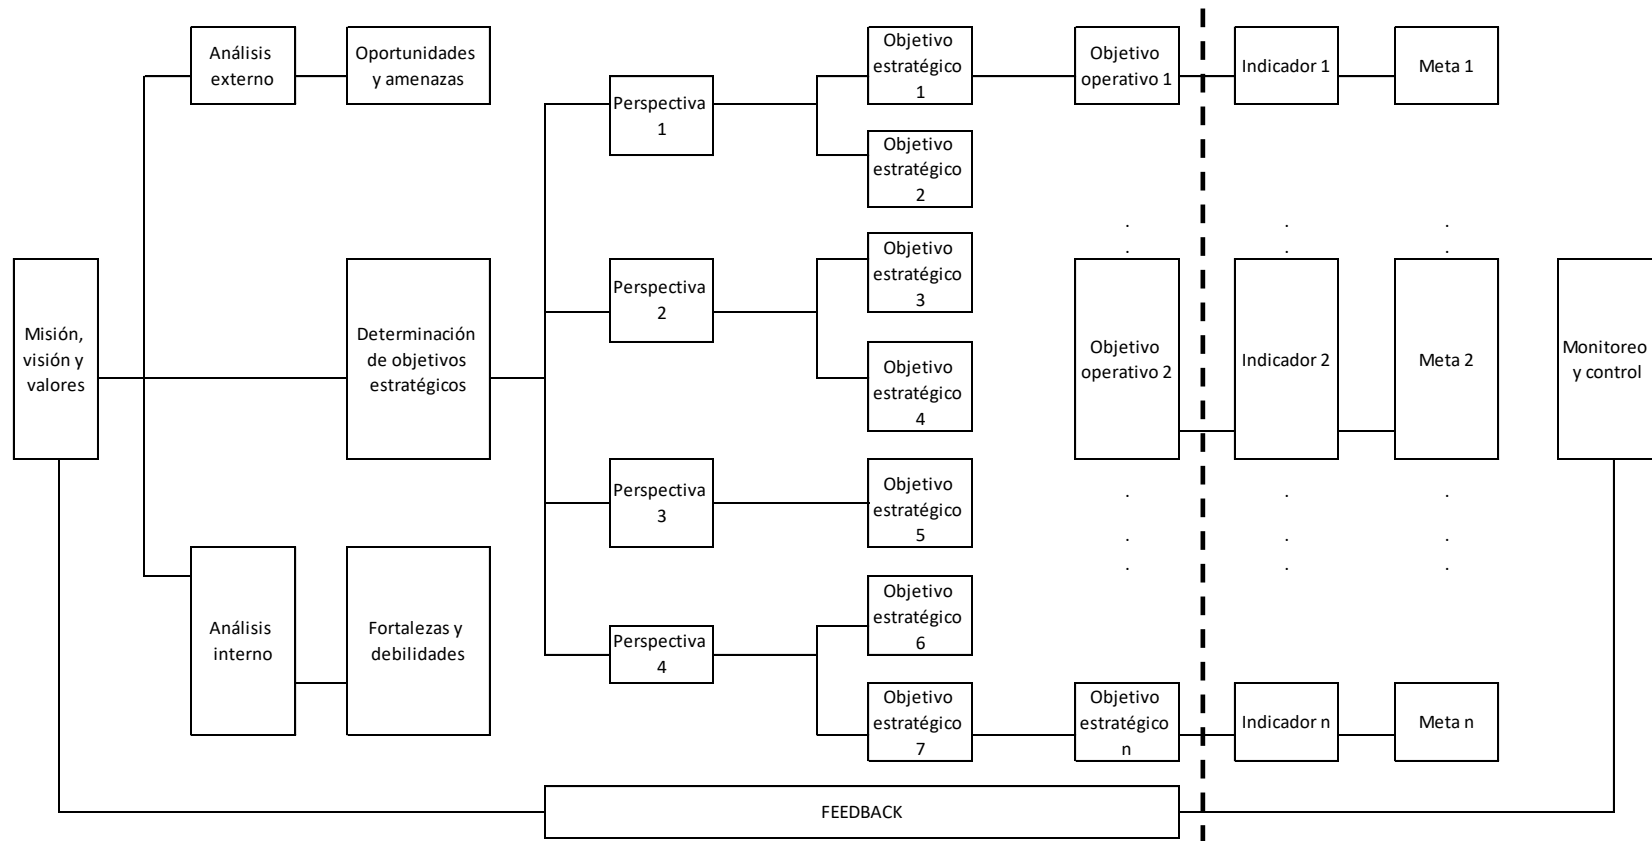 Análisis
externo
Oportunidades
y amenazas
Objetivo
estratégico
1
Objetivo
operativo 1
Indicador 1
Meta 1
Perspectiva
1
Objetivo
estratégico
2
.
.
.
.
.
.
Objetivo
estratégico
3
Misión,
visión y
valores
Determinación
de objetivos
estratégicos
Perspectiva
2
Objetivo
operativo 2
Indicador 2
Meta 2
Monitoreo
y control
Objetivo
estratégico
4
Perspectiva
3
Objetivo
estratégico
5
.
.
.
.
.
.
.
.
.
Análisis
interno
Fortalezas y
debilidades
Perspectiva
4
Objetivo
estratégico
6
Objetivo
estratégico
7
Objetivo
estratégico
n
Indicador n
Meta n
FEEDBACK